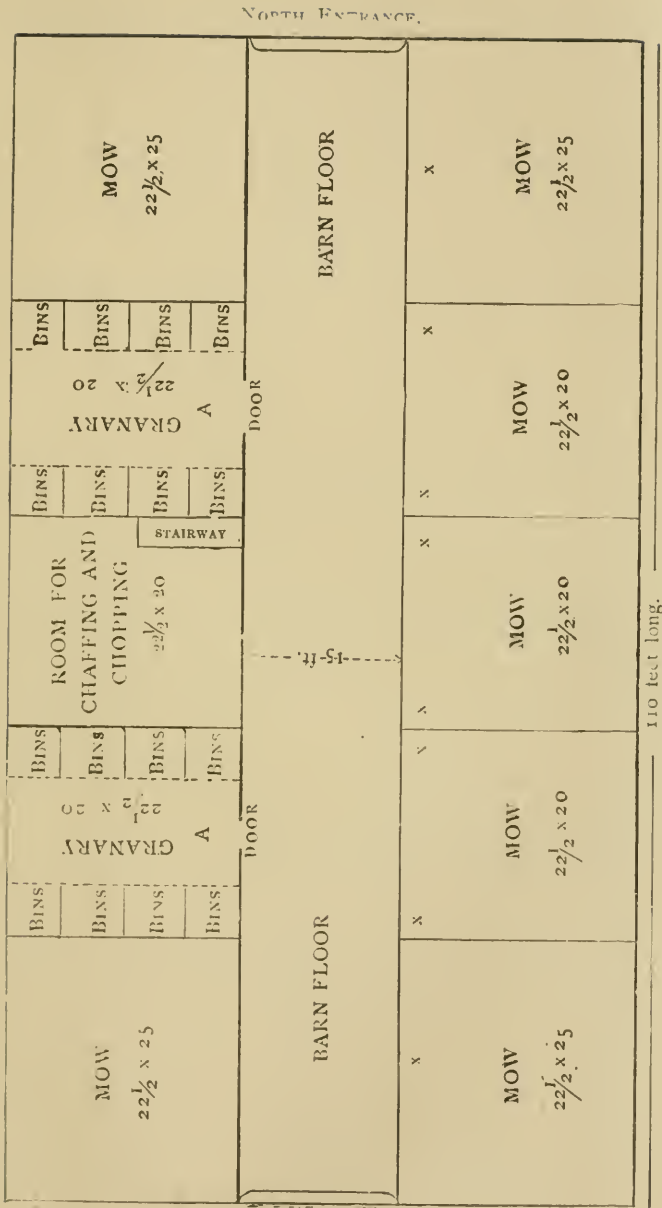 NORTH ENTRANCE.
MOW
22½ x 25
BINS
BINS
BINS
BINS
GRANARY
22½ x 20
A
DOOR
BINS
BINS
BINS
BINS
STAIRWAY
ROOM FOR
CHAFFING AND
CHOPPING
22½ x 20
BINS
BINS
BINS
BINS
GRANARY
22½ x 20
A
DOOR
BINS
BINS
BINS
BINS
MOW
22½ x 25
BARN FLOOR
15 ft.
BARN FLOOR
x
MOW
22½ x 25
x
x
MOW
22½ x 20
x
x
MOW
22½ x 20
x
x
MOW
22½ x 20
x
MOW
22½ x 25
110 feet long.